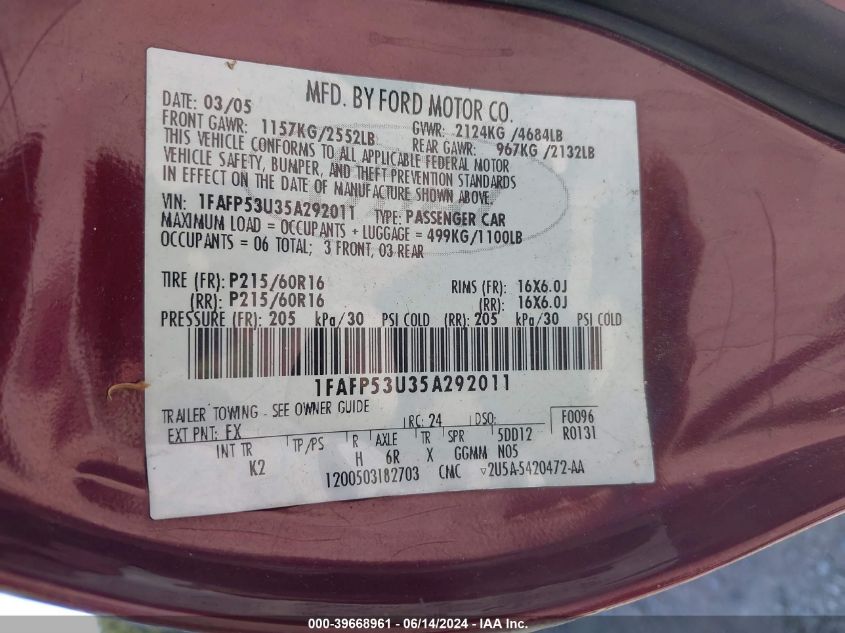 MFD. BY FORD MOTOR CO.
DATE: 03/05 GVWR: 2124KG /4684LB
FRONT GAWR: 1157KG/2552LB REAR GAWR: 967KG /2132LB
THIS VEHICLE CONFORMS TO ALL APPLICABLE FEDERAL MOTOR
VEHICLE SAFETY, BUMPER, AND THEFT PREVENTION STANDARDS
IN EFFECT ON THE DATE OF MANUFACTURE SHOWN ABOVE.
VIN: 1FAFP53U35A292011 TYPE: PASSENGER CAR
MAXIMUM LOAD = OCCUPANTS + LUGGAGE = 499KG/1100LB
OCCUPANTS = 06 TOTAL; 3 FRONT, 03 REAR
TIRE (FR): P215/60R16 RIMS (FR): 16X6.0J
(RR): P215/60R16 (RR): 16X6.0J
PRESSURE (FR): 205 kPa/30 PSI COLD (RR): 205 kPa/30 PSI COLD
1FAFP53U35A292011
TRAILER TOWING - SEE OWNER GUIDE
EXT PNT: FX RC: 24 DSO: F0096
INT TR TP/PS R AXLE TR SPR 5DD12 R0131
K2 H 6R X GGMM N05
1200503182703 CMC 2U5A-5420472-AA
000-39668961 - 06/14/2024 - US - IAAI CORP.